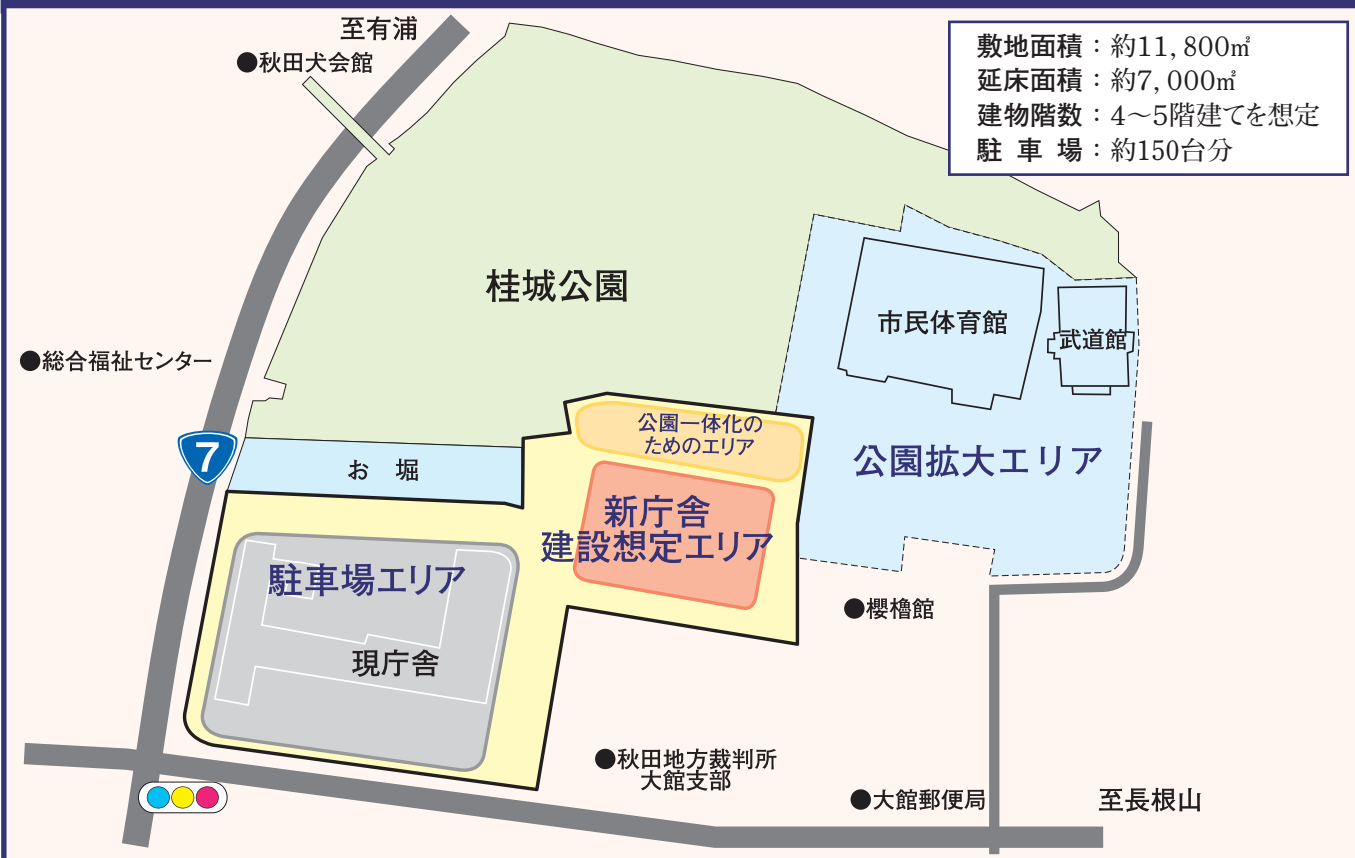 至有浦
●秋田犬会館
敷地面積：約11,800㎡
延床面積：約7,000㎡
建物階数：4～5階建てを想定
駐車場：約150台分
桂城公園
市民体育館
武道館
●総合福祉センター
7
お堀
公園一体化の
ためのエリア
公園拡大エリア
新庁舎
建設想定エリア
駐車場エリア
現庁舎
●櫻櫓館
●秋田地方裁判所
大館支部
●大館郵便局
至長根山